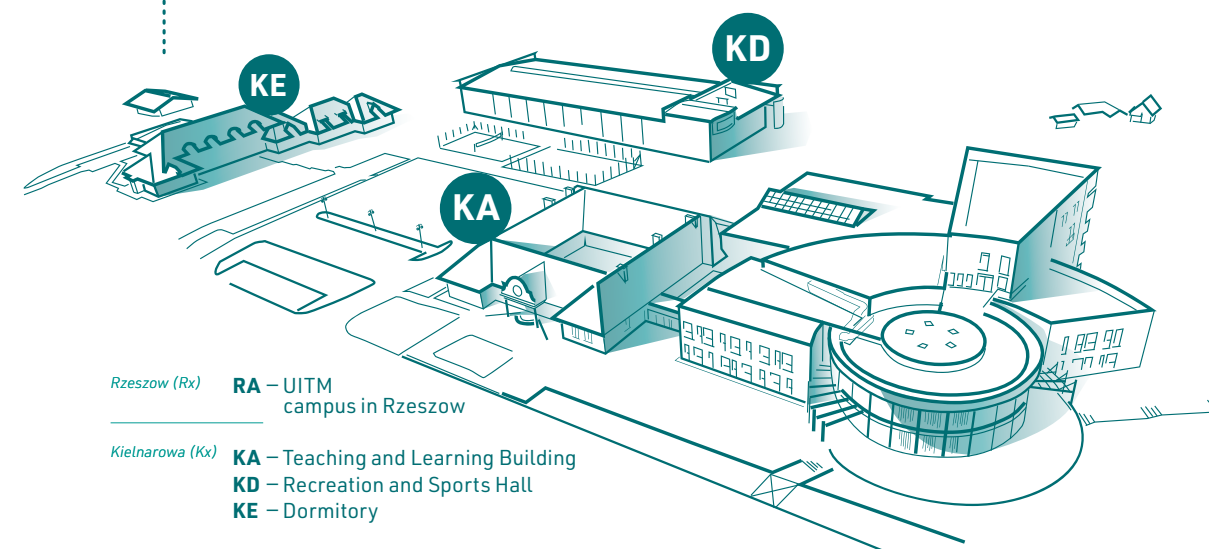 KD
KE
KA
Rzeszow (Rx) RA – UITM
campus in Rzeszow
Kielnarowa (Kx) KA – Teaching and Learning Building
KD – Recreation and Sports Hall
KE – Dormitory